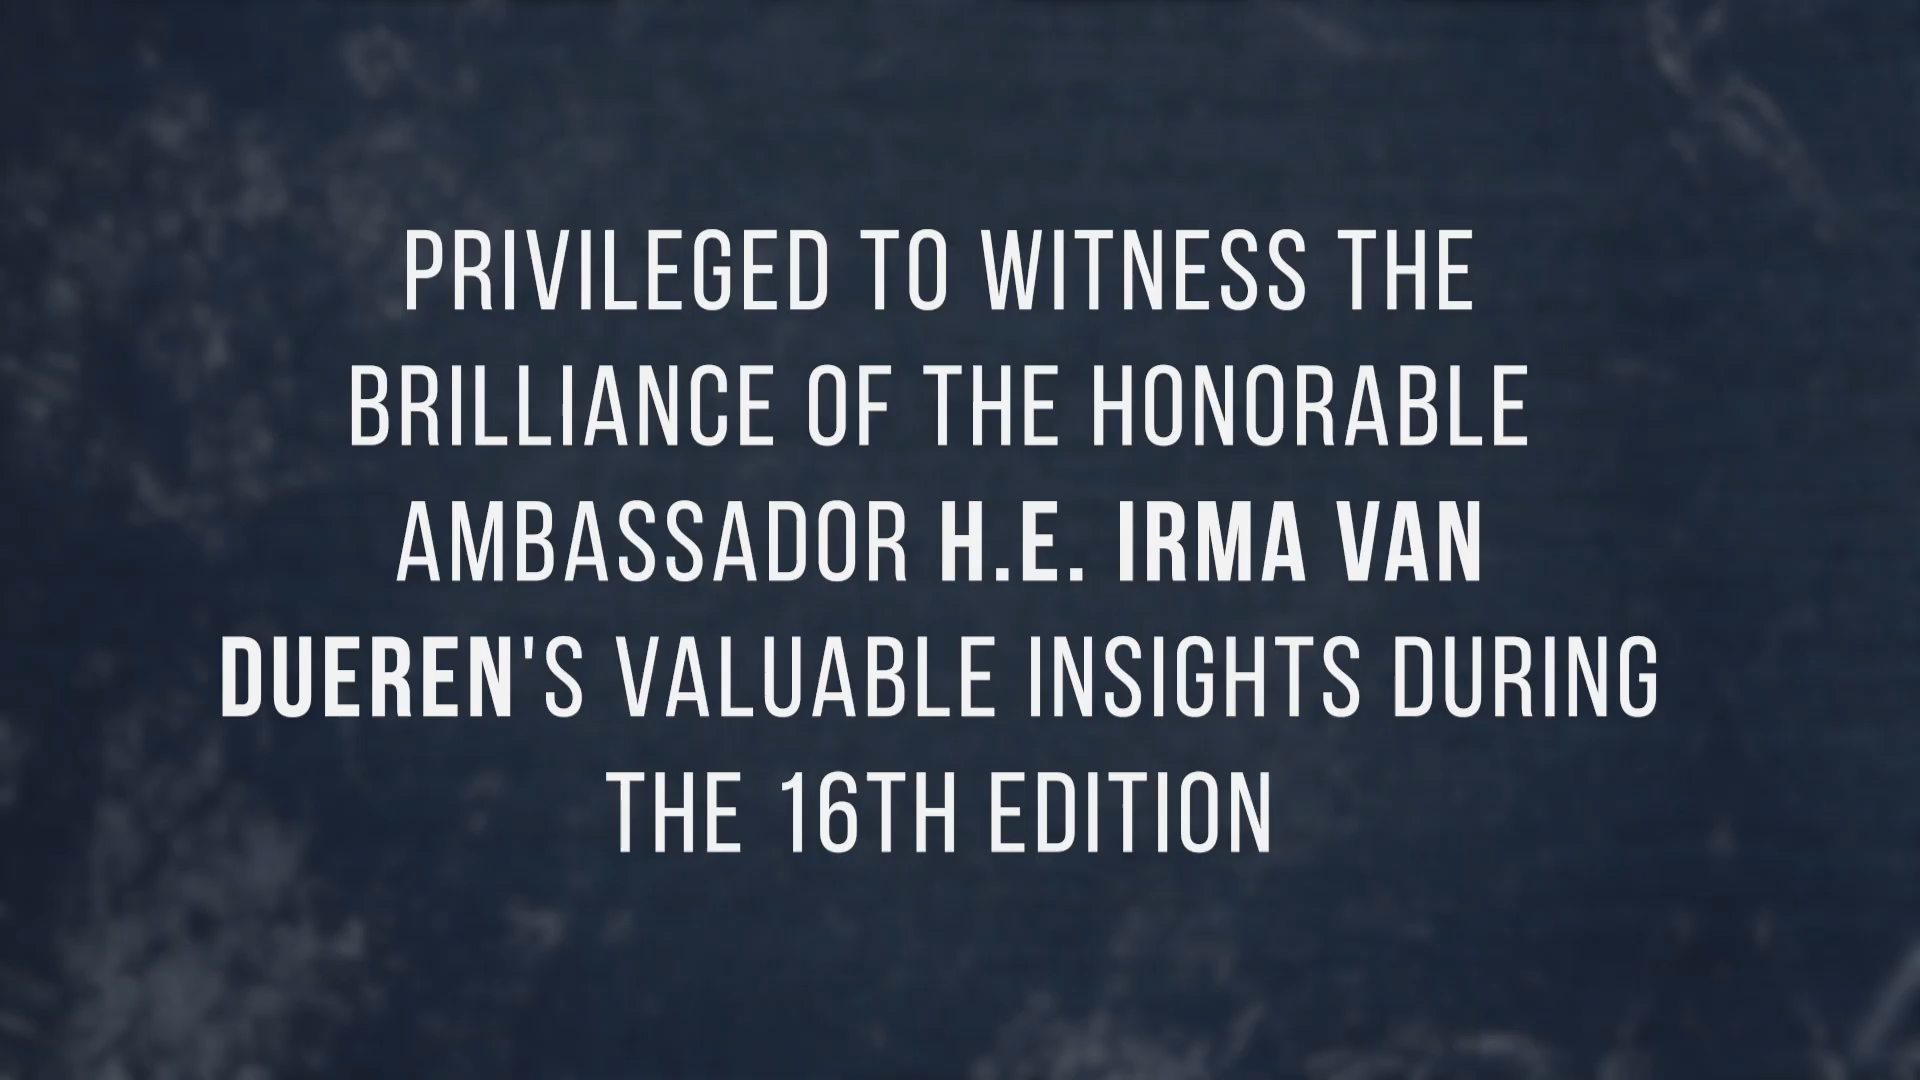 PRIVILEGED TO WITNESS THE
BRILLIANCE OF THE HONORABLE
AMBASSADOR H.E. IRMA VAN
DUEREN'S VALUABLE INSIGHTS DURING
THE 16TH EDITION